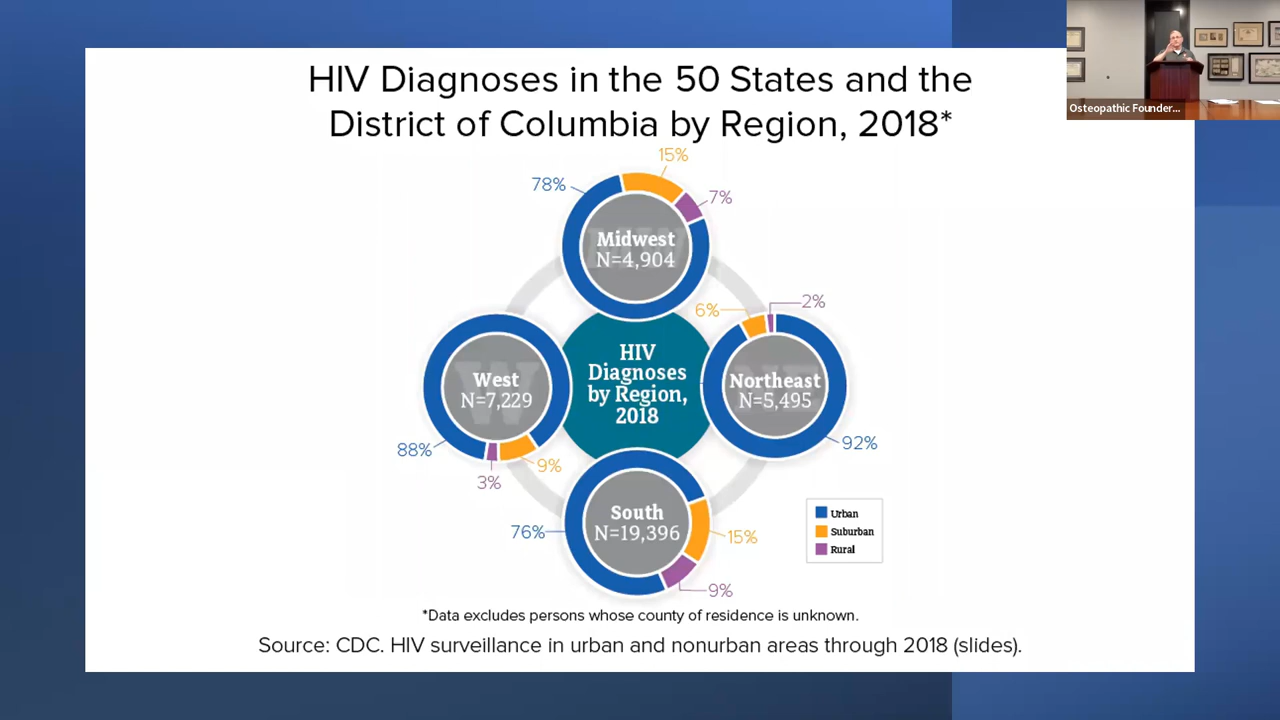 HIV Diagnoses in the 50 States and the
District of Columbia by Region, 2018*
Osteopathic Founder...
15%
78%
7%
Midwest
N=4,904
6%
2%
HIV
Diagnoses
by Region,
2018
West
N=7,229
Northeast
N=5,495
88%
9%
3%
92%
South
N=19,396
76%
15%
9%
Urban
Suburban
Rural
*Data excludes persons whose county of residence is unknown.
Source: CDC. HIV surveillance in urban and nonurban areas through 2018 (slides).